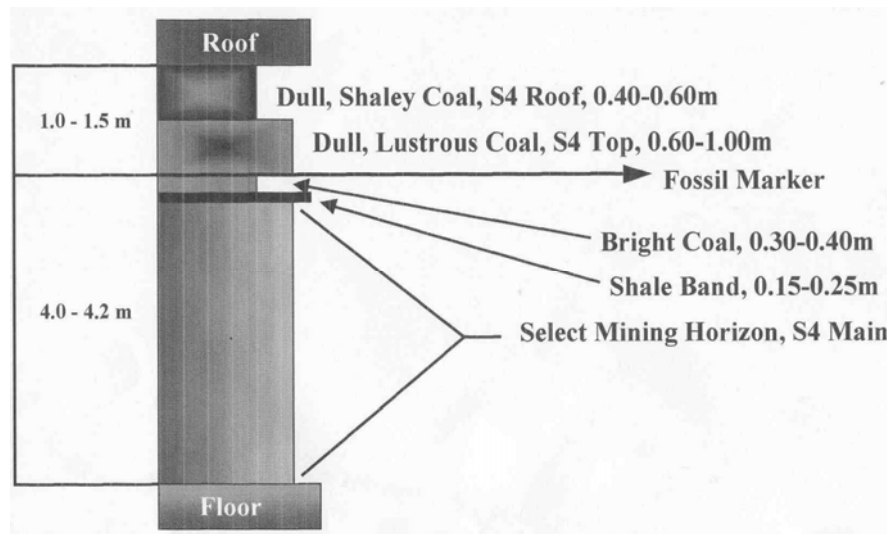 Roof
Dull, Shaley Coal, S4 Roof, 0.40-0.60m
1.0 - 1.5 m
Dull, Lustrous Coal, S4 Top, 0.60-1.00m
Fossil Marker
Bright Coal, 0.30-0.40m
Shale Band, 0.15-0.25m
4.0 - 4.2 m
Select Mining Horizon, S4 Main
Floor